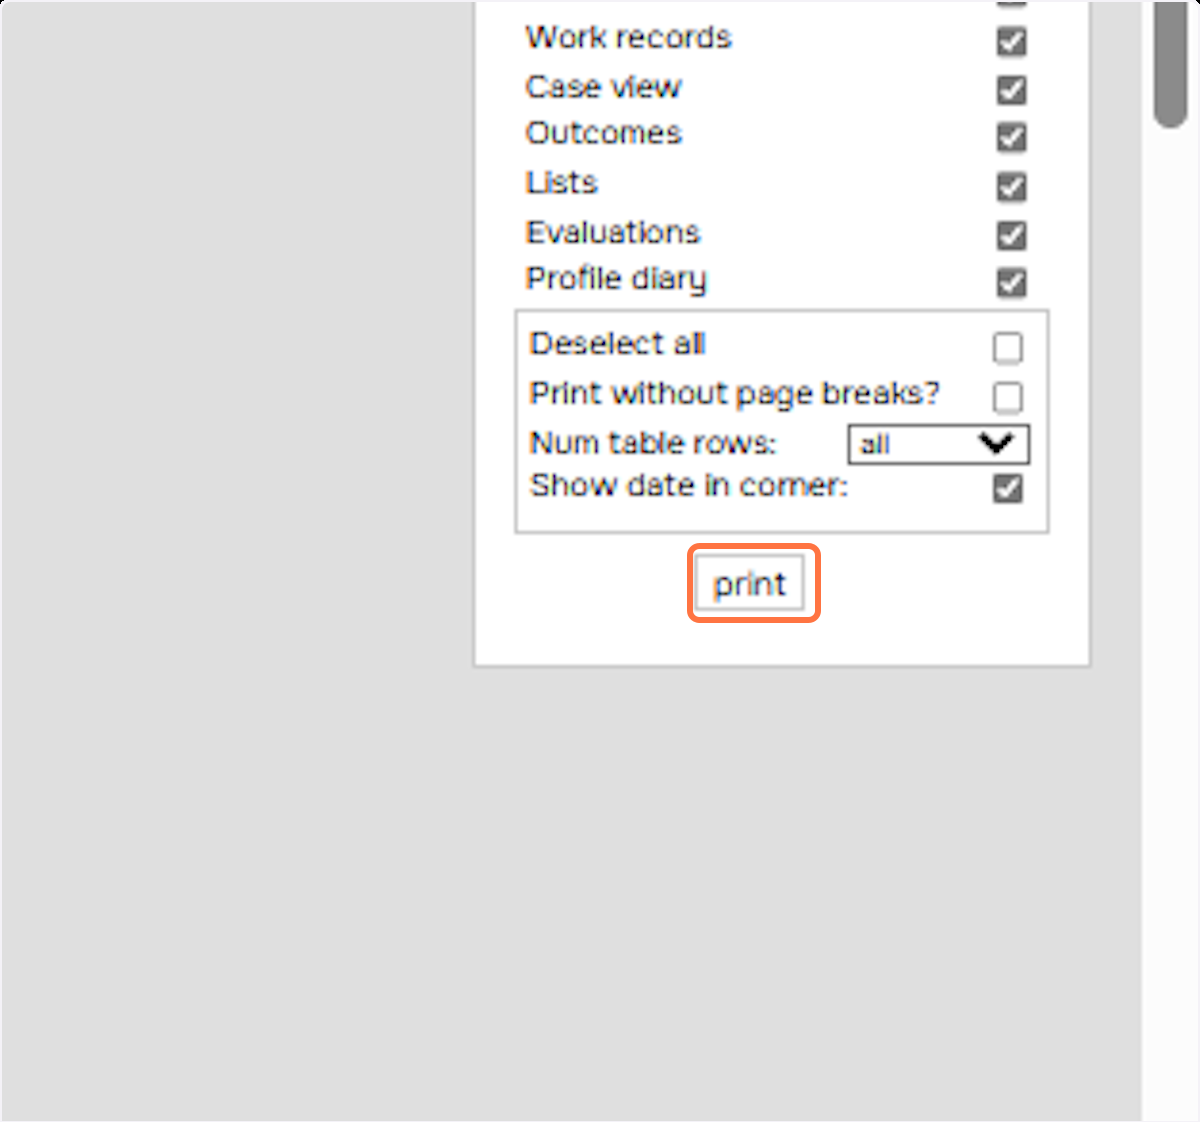 Work records
Case view
Outcomes
Lists
Evaluations
Profile diary
Deselect all
Print without page breaks?
Num table rows: all
Show date in corner:
print